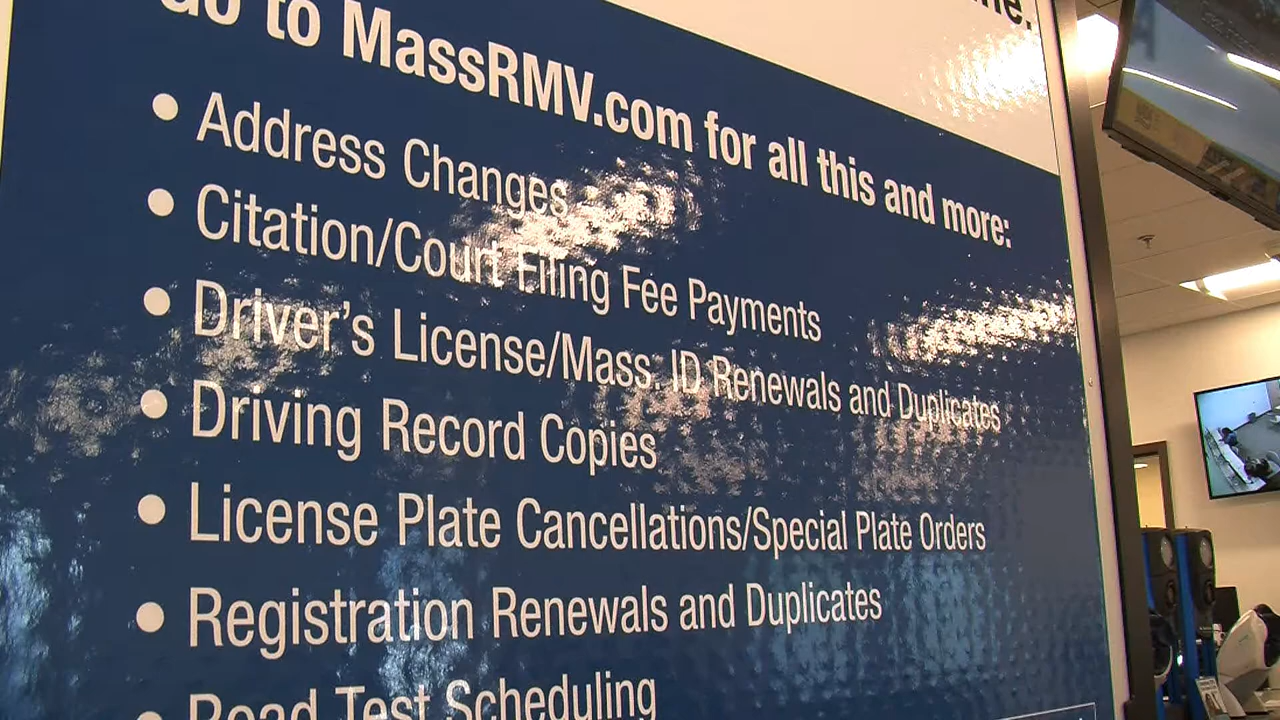 go to MassRMV.com for all this and more:
• Address Changes
• Citation/Court Filing Fee Payments
• Driver's License/Mass. ID Renewals and Duplicates
• Driving Record Copies
• License Plate Cancellations/Special Plate Orders
• Registration Renewals and Duplicates
• Road Test Scheduling